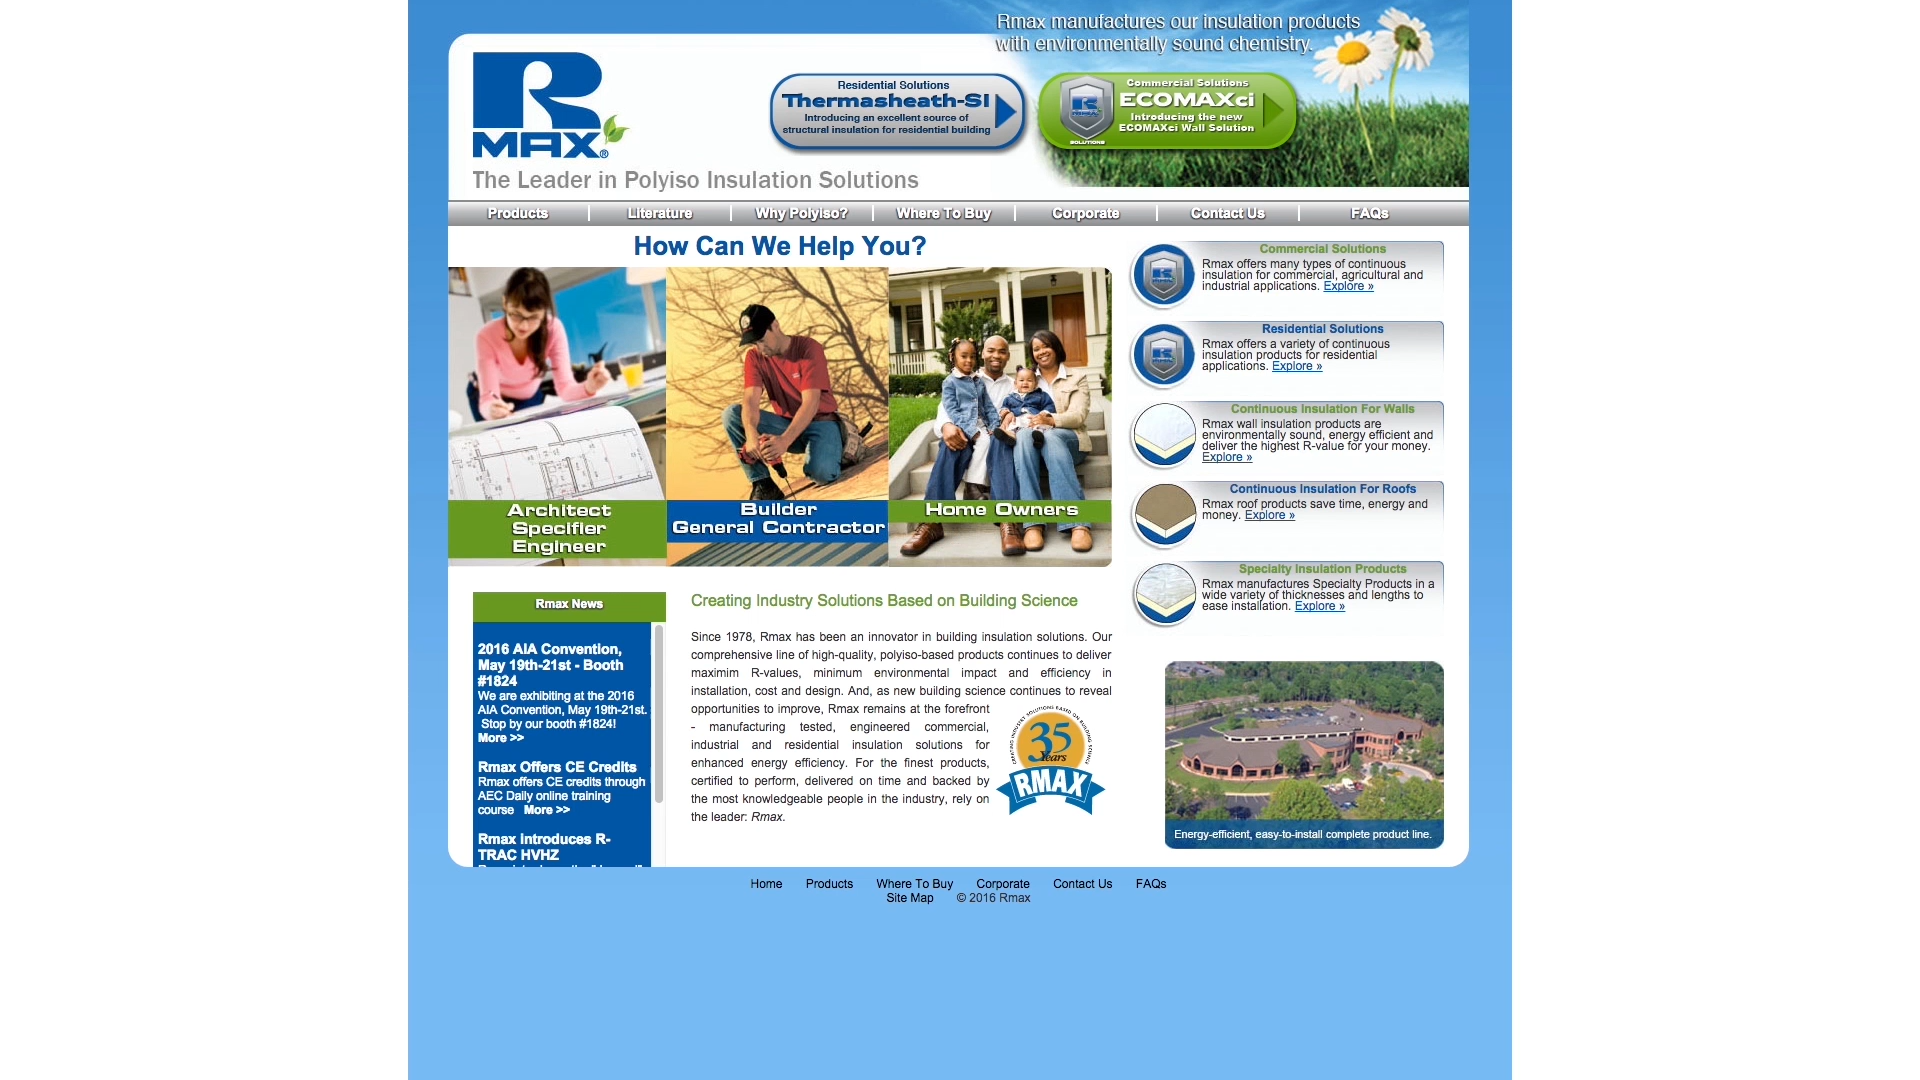 Rmax manufactures our insulation products
with environmentally sound chemistry.
R
MAX®
The Leader in Polyiso Insulation Solutions
Residential Solutions
Thermasheath-SI
Introducing an excellent source of
structural insulation for residential building
Commercial Solutions
ECOMAXci
Introducing the new
ECOMAXci Wall Solution
SOLUTIONS
Products
Literature
Why Polyiso?
Where To Buy
Corporate
Contact Us
FAQs
How Can We Help You?
Architect
Specifier
Engineer
Builder
General Contractor
Home Owners
Commercial Solutions
Rmax offers many types of continuous
insulation for commercial, agricultural and
industrial applications. Explore »
Residential Solutions
Rmax offers a variety of continuous
insulation products for residential
applications. Explore »
Continuous Insulation For Walls
Rmax wall insulation products are
environmentally sound, energy efficient and
deliver the highest R-value for your money.
Explore »
Continuous Insulation For Roofs
Rmax roof products save time, energy and
money. Explore »
Specialty Insulation Products
Rmax manufactures Specialty Products in a
wide variety of thicknesses and lengths to
ease installation. Explore »
Rmax News
2016 AIA Convention,
May 19th-21st - Booth
#1824
We are exhibiting at the 2016
AIA Convention, May 19th-21st.
Stop by our booth #1824!
More >>
Rmax Offers CE Credits
Rmax offers CE credits through
AEC Daily online training
course More >>
Rmax introduces R-
TRAC HVHZ
Creating Industry Solutions Based on Building Science
Since 1978, Rmax has been an innovator in building insulation solutions. Our
comprehensive line of high-quality, polyiso-based products continues to deliver
maximim R-values, minimum environmental impact and efficiency in
installation, cost and design. And, as new building science continues to reveal
opportunities to improve, Rmax remains at the forefront
- manufacturing tested, engineered commercial,
industrial and residential insulation solutions for
enhanced energy efficiency. For the finest products,
certified to perform, delivered on time and backed by
the most knowledgeable people in the industry, rely on
the leader: Rmax.
CREATING INDUSTRY SOLUTIONS BASED ON BUILDING SCIENCE
35
Years
RMAX
Energy-efficient, easy-to-install complete product line.
Home Products Where To Buy Corporate Contact Us FAQs
Site Map © 2016 Rmax